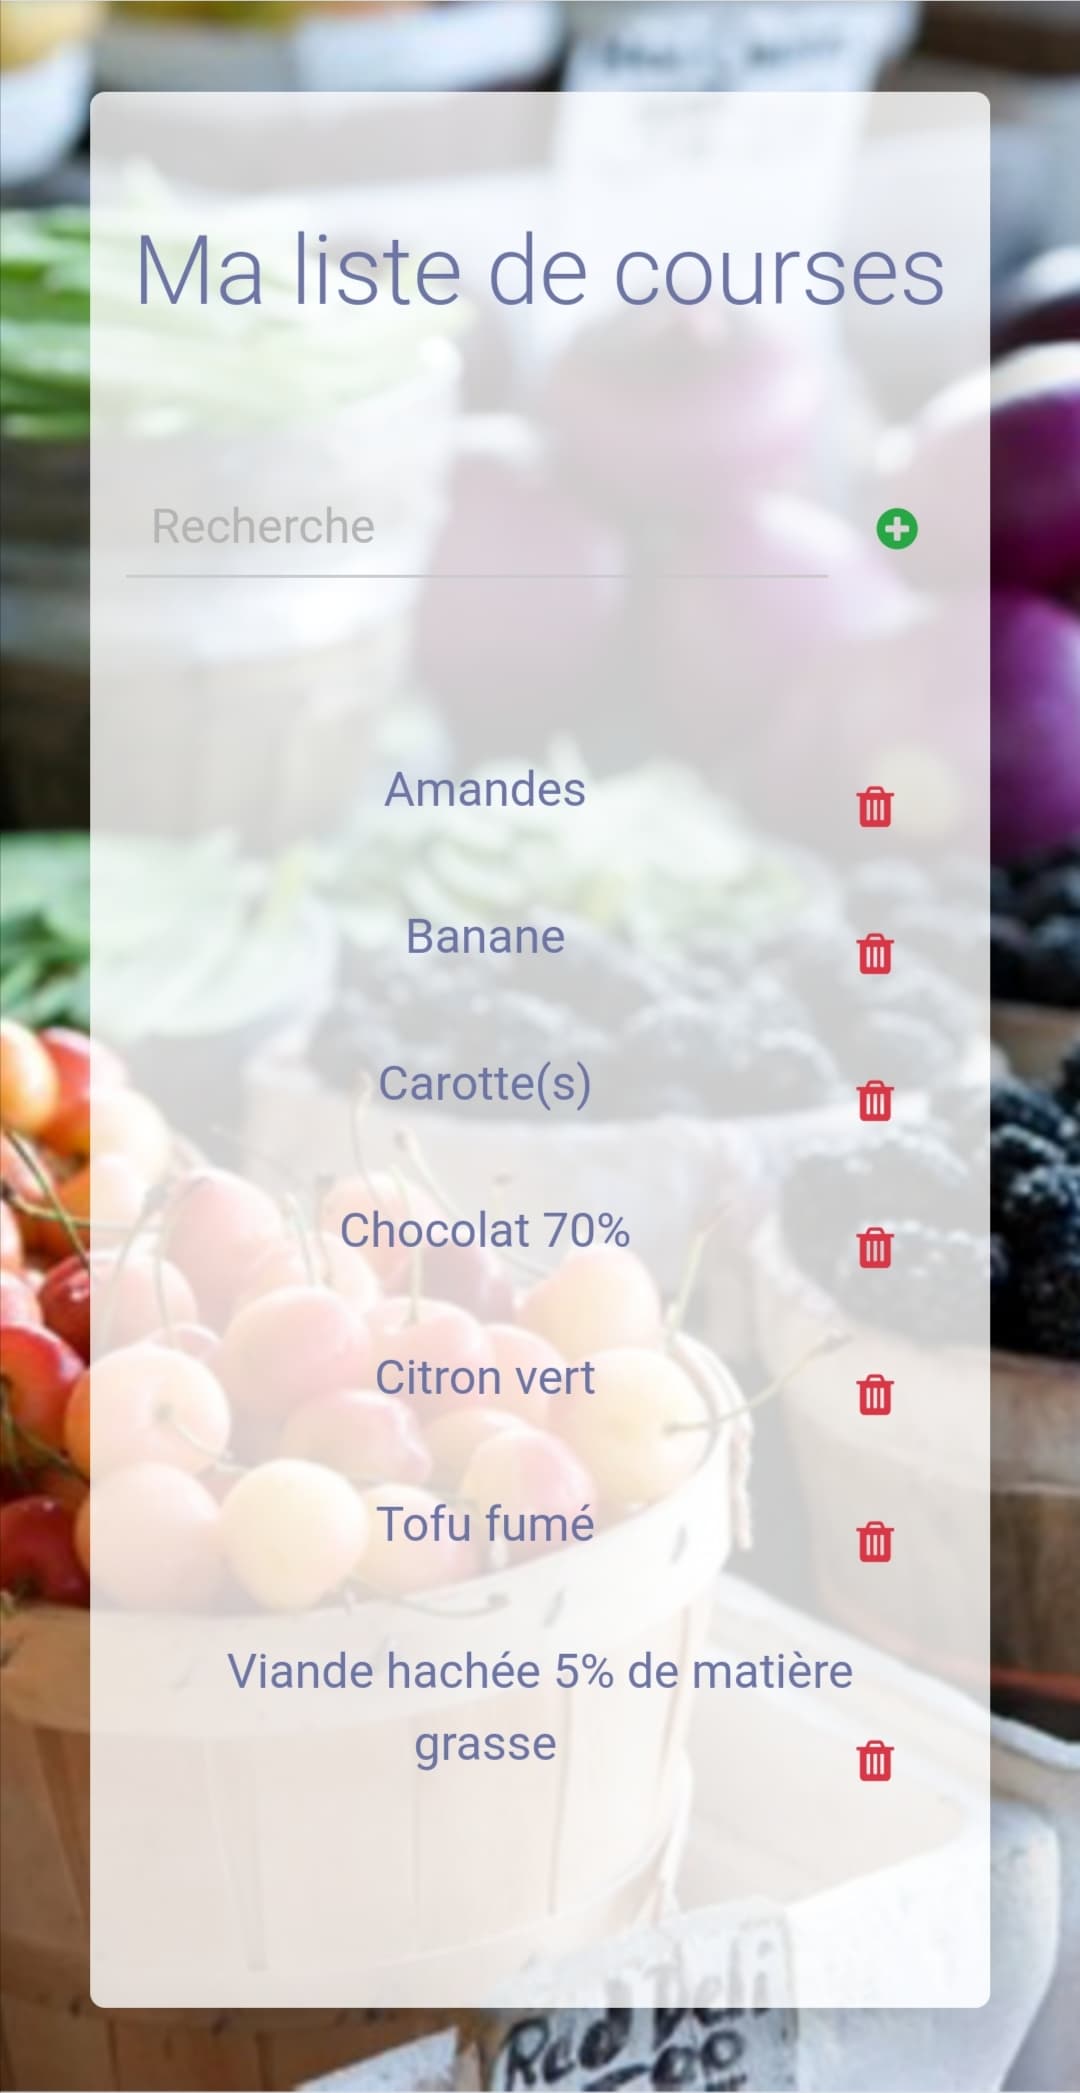 Ma liste de courses
Recherche
Amandes
Banane
Carotte(s)
Chocolat 70%
Citron vert
Tofu fumé
Viande hachée 5% de matière
grasse
Red